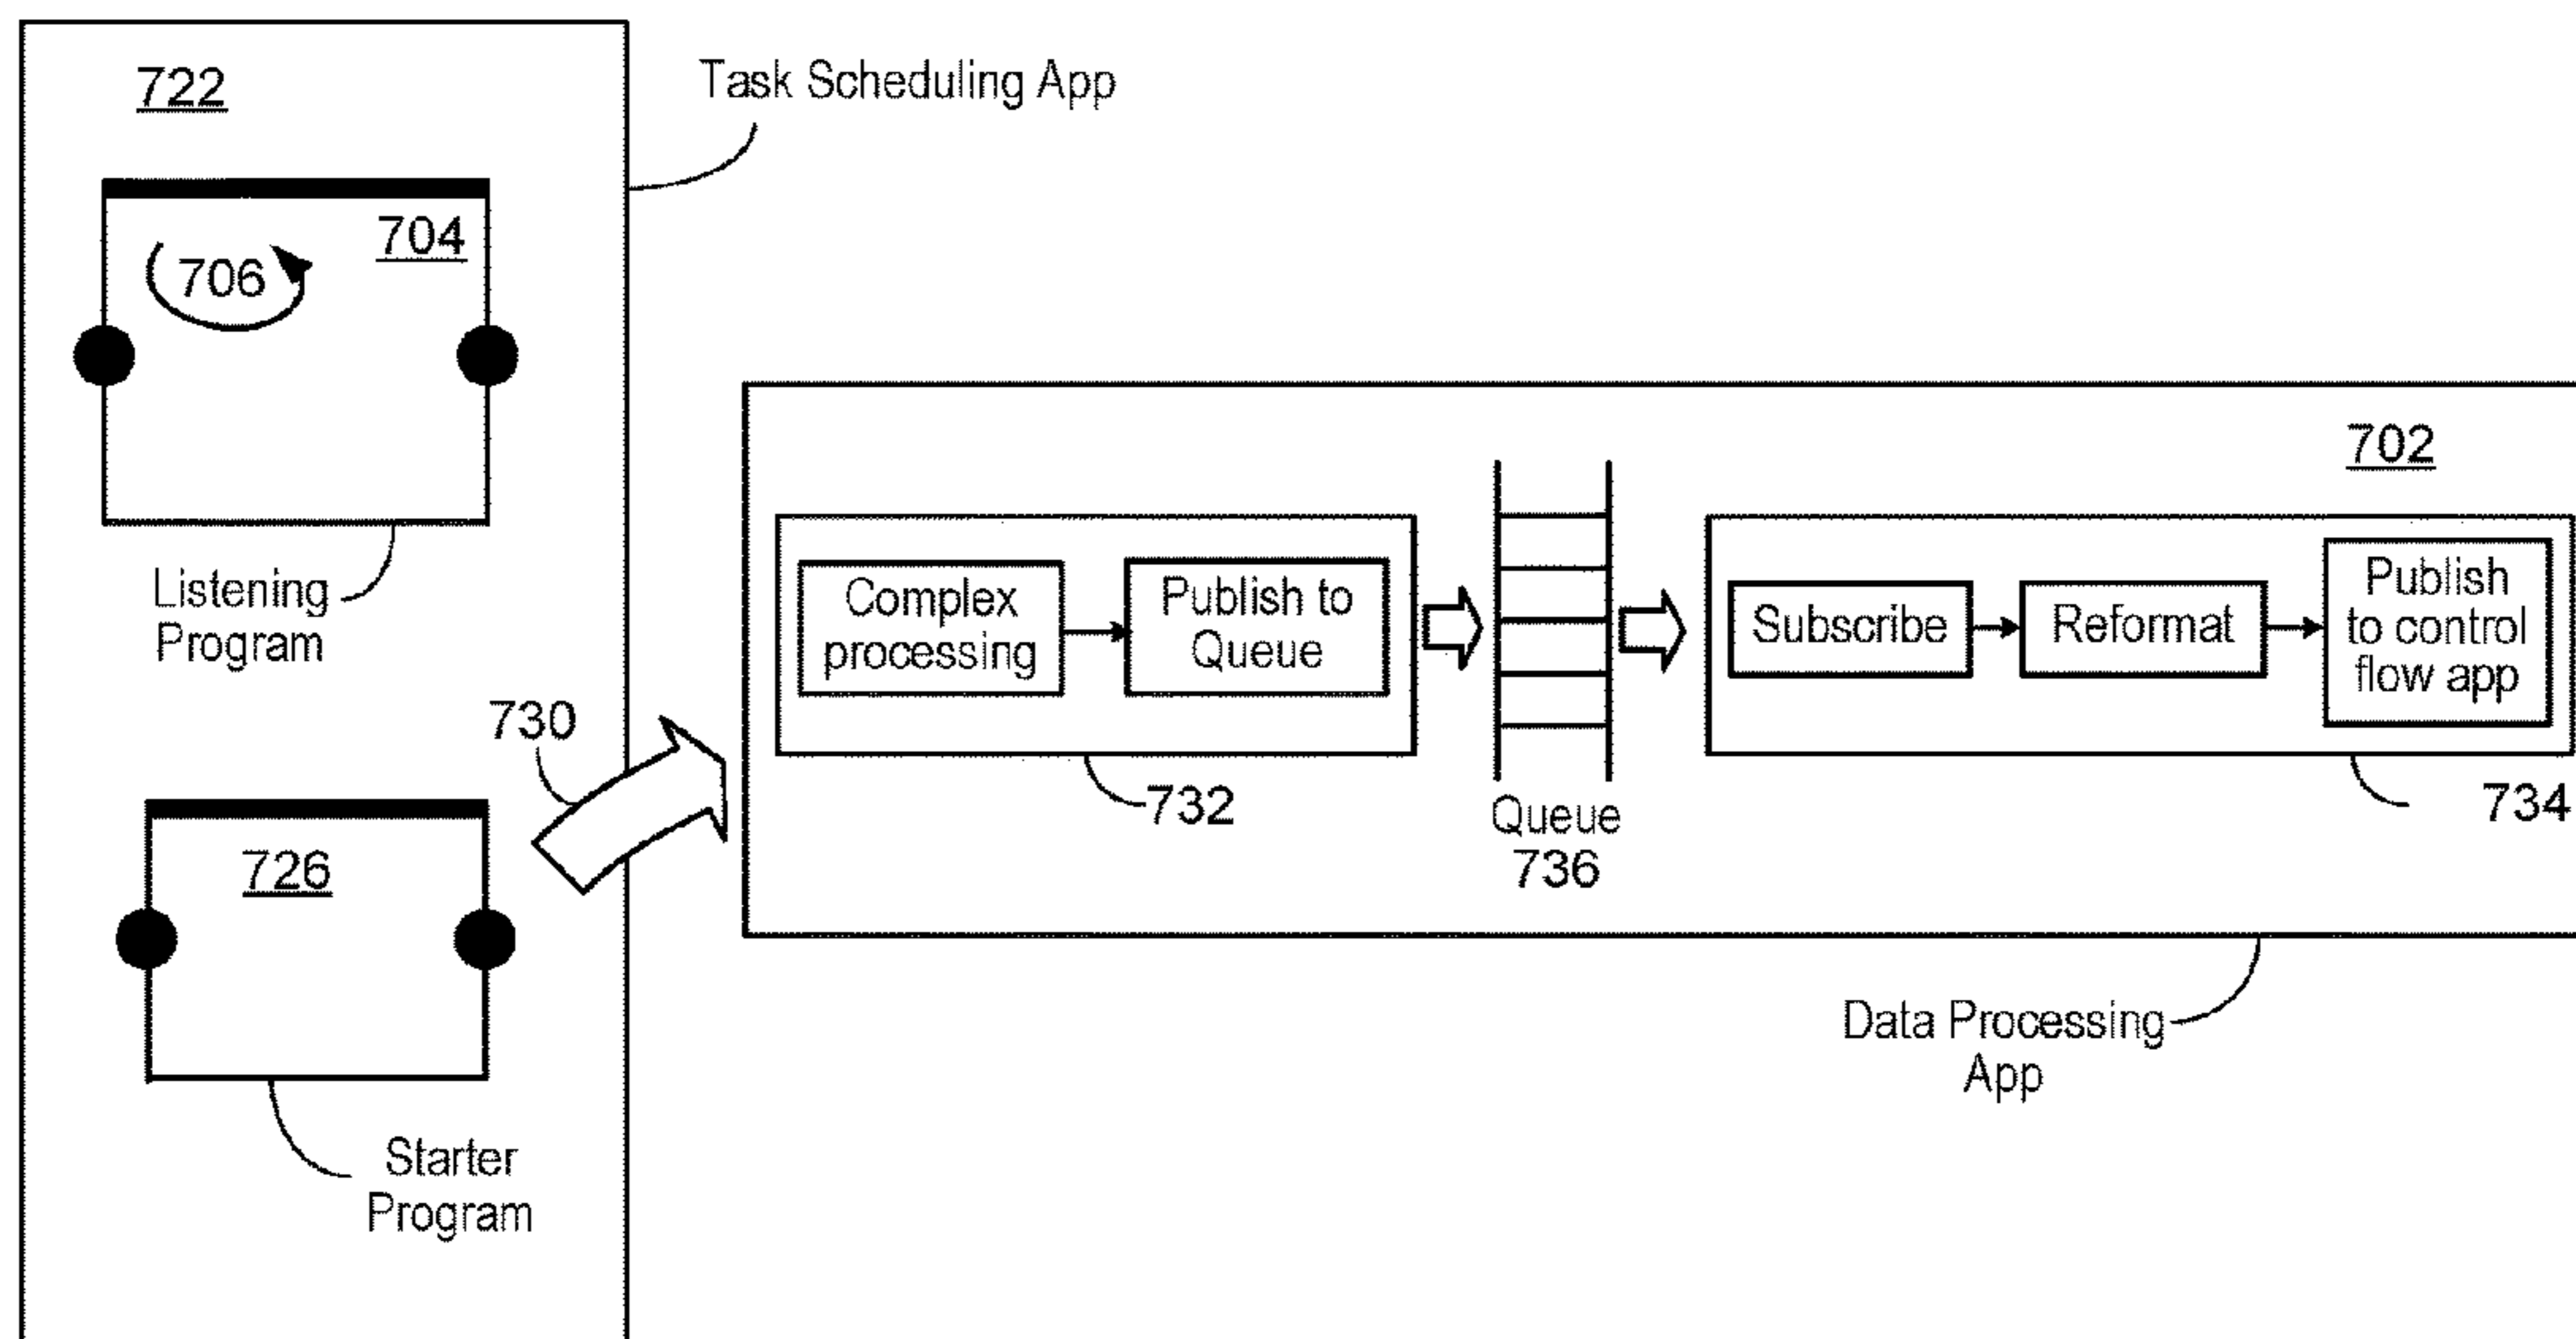 722
Task Scheduling App
704
706
Listening
Program
730
726
Starter
Program
702
Complex
processing
Publish to
Queue
732
Queue
736
Subscribe
Reformat
Publish
to control
flow app
734
Data Processing
App